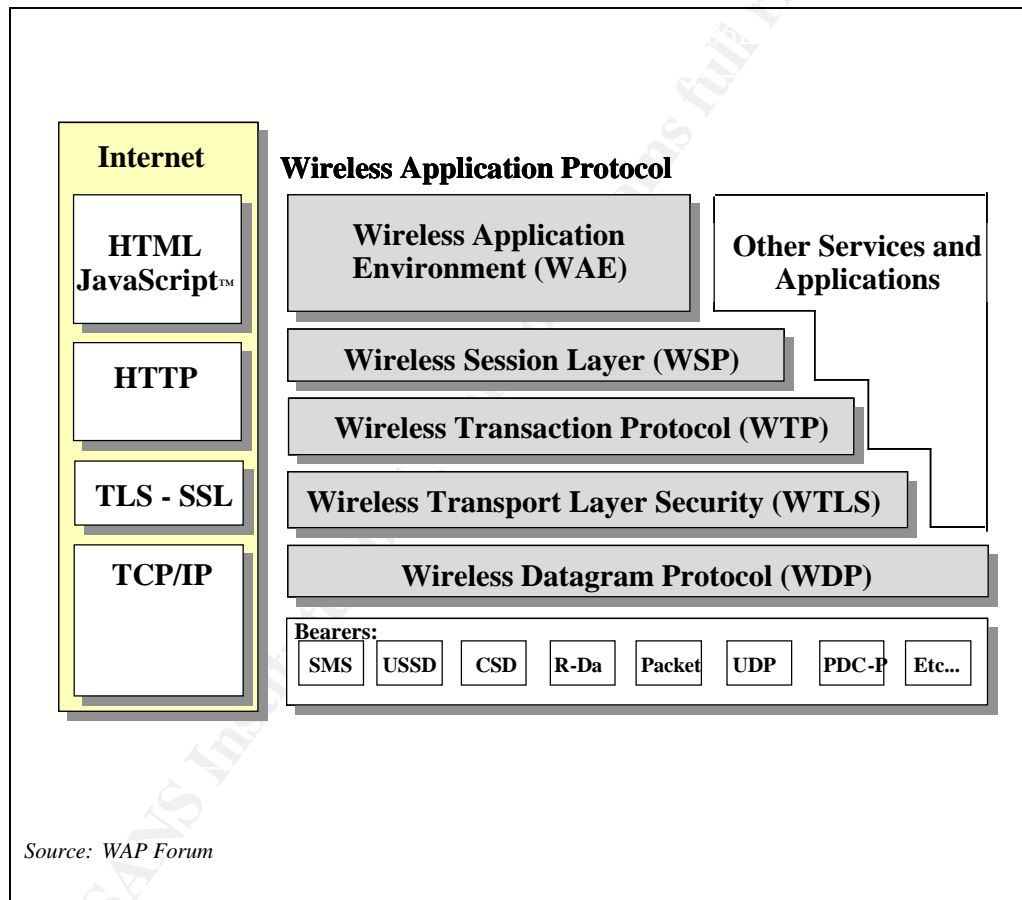 Internet
HTML
JavaScript™
HTTP
TLS - SSL
TCP/IP
Wireless Application Protocol
Wireless Application
Environment (WAE)
Other Services and
Applications
Wireless Session Layer (WSP)
Wireless Transaction Protocol (WTP)
Wireless Transport Layer Security (WTLS)
Wireless Datagram Protocol (WDP)
Bearers:
SMS USSD CSD R-Da Packet UDP PDC-P Etc...
Source: WAP Forum
SANS Institu